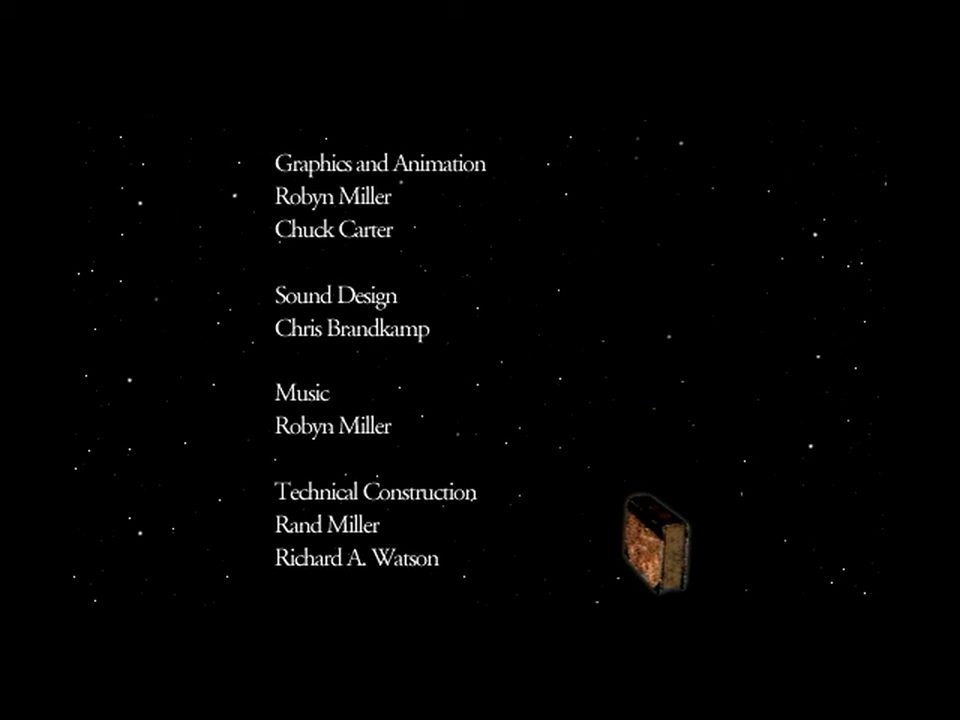 Graphics and Animation
Robyn Miller
Chuck Carter
Sound Design
Chris Brandkamp
Music
Robyn Miller
Technical Construction
Rand Miller
Richard A. Watson